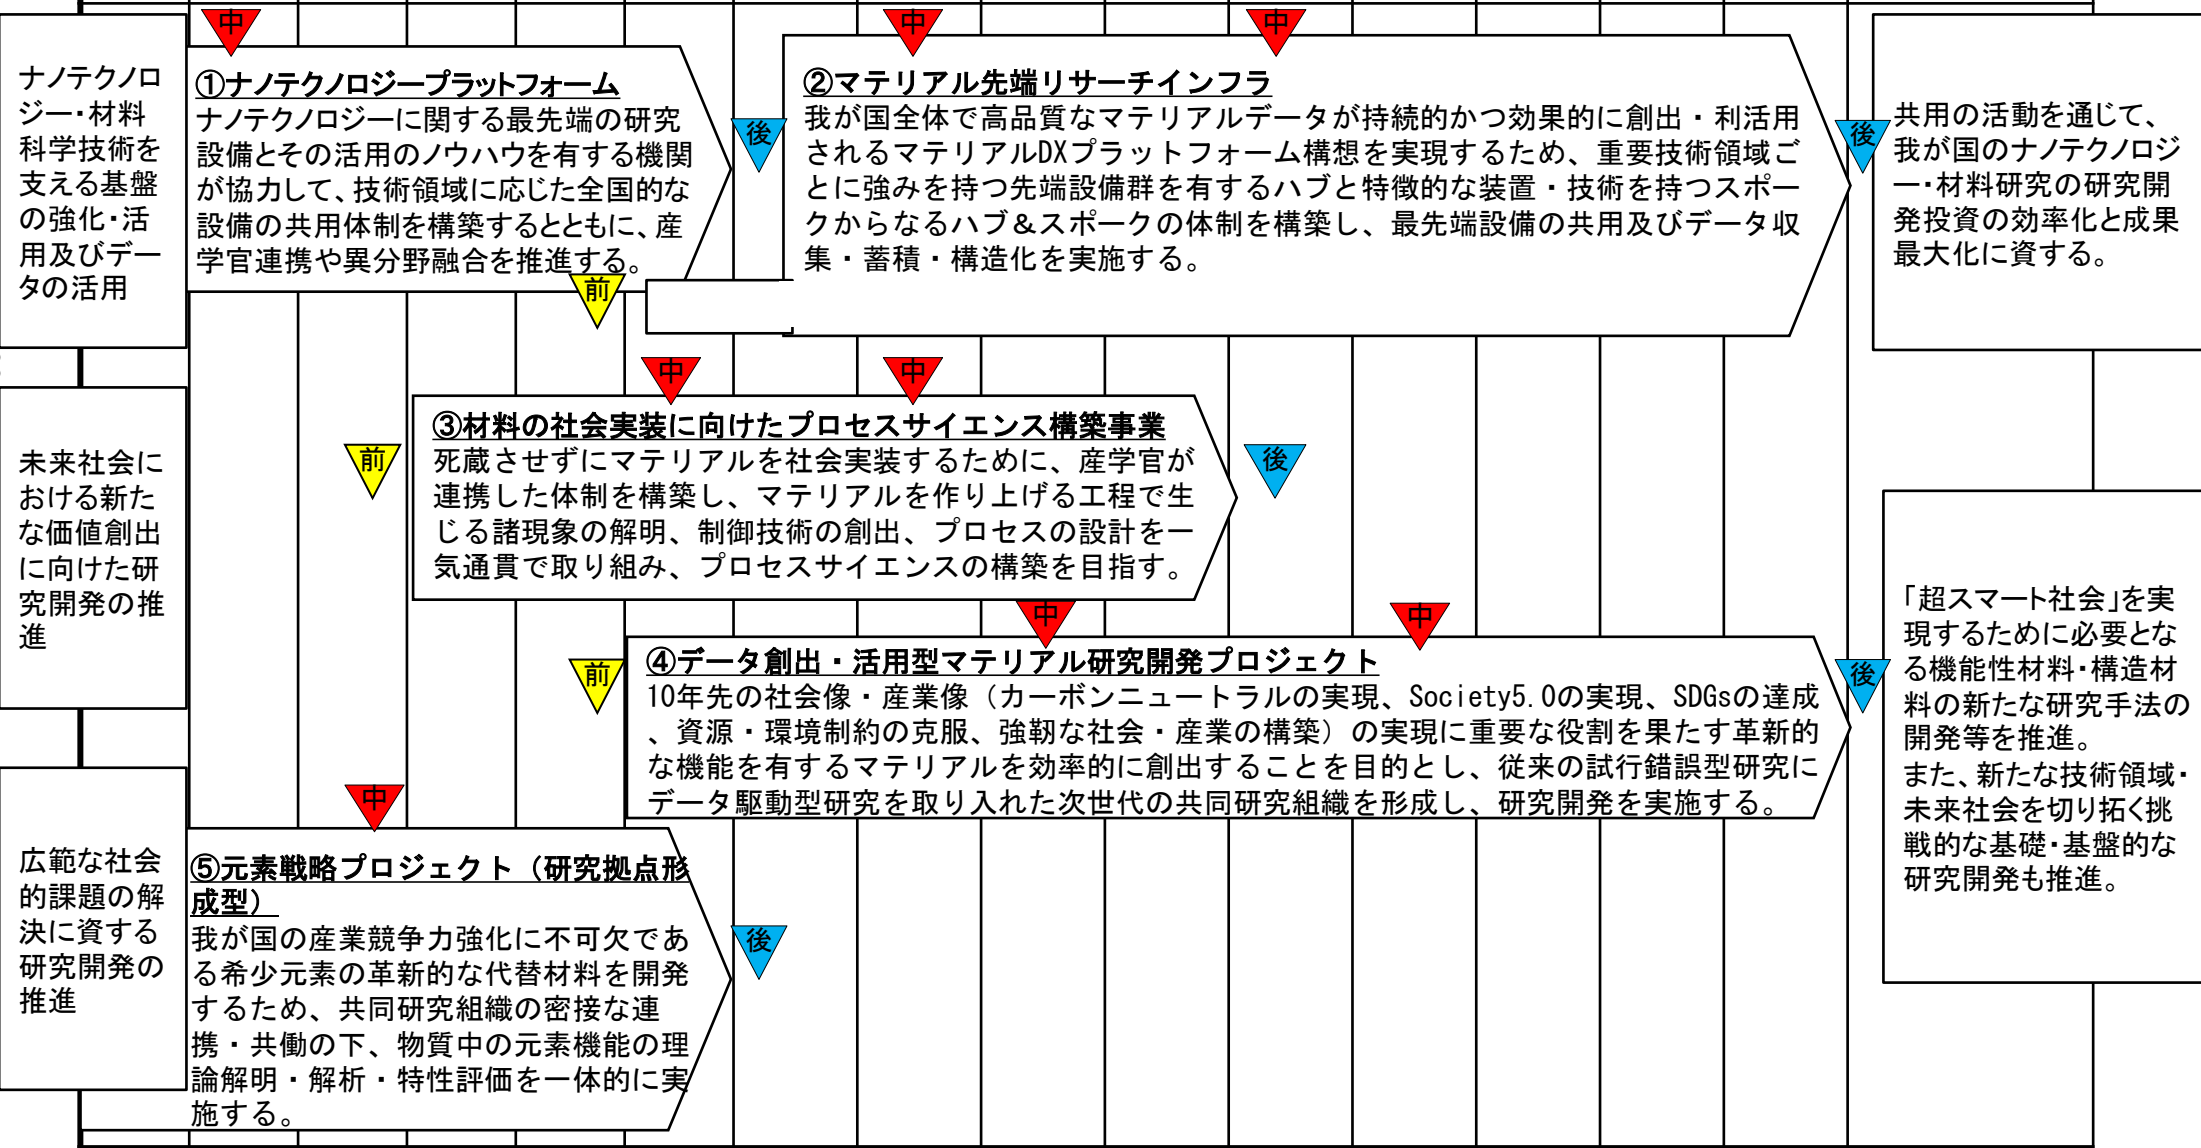 中
中
中
ナノテクノロ
ジー・材料
科学技術を
支える基盤
の強化・活
用及びデー
タの活用
①ナノテクノロジープラットフォーム
ナノテクノロジーに関する最先端の研究
設備とその活用のノウハウを有する機関
が協力して、技術領域に応じた全国的な
設備の共用体制を構築するとともに、産
学官連携や異分野融合を推進する。
前
後
②マテリアル先端リサーチインフラ
我が国全体で高品質なマテリアルデータが持続的かつ効果的に創出・利活用
されるマテリアルDXプラットフォーム構想を実現するため、重要技術領域ご
とに強みを持つ先端設備群を有するハブと特徴的な装置・技術を持つスポー
クからなるハブ&スポークの体制を構築し、最先端設備の共用及びデータ収
集・蓄積・構造化を実施する。
後
共用の活動を通じて、
我が国のナノテクノロジ
ー・材料研究の研究開
発投資の効率化と成果
最大化に資する。
中
中
未来社会に
おける新た
な価値創出
に向けた研
究開発の推
進
前
③材料の社会実装に向けたプロセスサイエンス構築事業
死蔵させずにマテリアルを社会実装するために、産学官が
連携した体制を構築し、マテリアルを作り上げる工程で生
じる諸現象の解明、制御技術の創出、プロセスの設計を一
気通貫で取り組み、プロセスサイエンスの構築を目指す。
後
中
中
前
④データ創出・活用型マテリアル研究開発プロジェクト
10年先の社会像・産業像（カーボンニュートラルの実現、Society5.0の実現、SDGsの達成
、資源・環境制約の克服、強靭な社会・産業の構築）の実現に重要な役割を果たす革新的
な機能を有するマテリアルを効率的に創出することを目的とし、従来の試行錯誤型研究に
データ駆動型研究を取り入れた次世代の共同研究組織を形成し、研究開発を実施する。
後
「超スマート社会」を実
現するために必要とな
る機能性材料・構造材
料の新たな研究手法の
開発等を推進。
また、新たな技術領域・
未来社会を切り拓く挑
戦的な基礎・基盤的な
研究開発も推進。
中
広範な社会
的課題の解
決に資する
研究開発の
推進
⑤元素戦略プロジェクト（研究拠点形
成型）
我が国の産業競争力強化に不可欠であ
る希少元素の革新的な代替材料を開発
するため、共同研究組織の密接な連
携・共働の下、物質中の元素機能の理
論解明・解析・特性評価を一体的に実
施する。
後